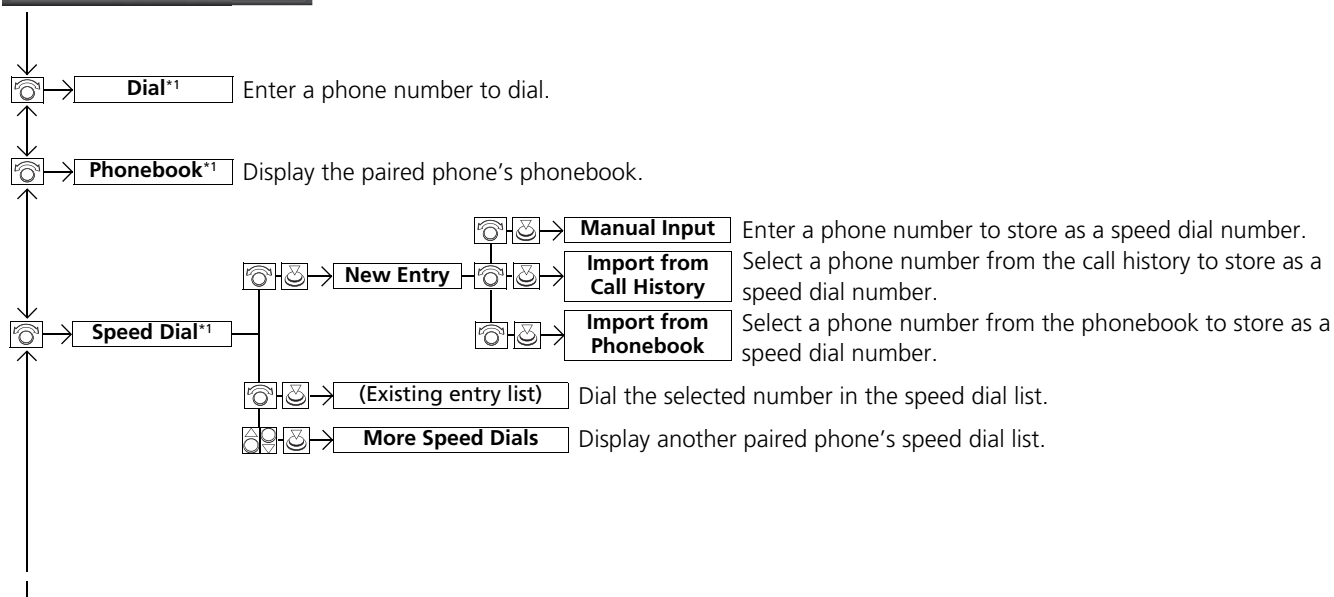 Dial*1 Enter a phone number to dial.
Phonebook*1 Display the paired phone's phonebook.
Manual Input Enter a phone number to store as a speed dial number.
New Entry Import from Call History Select a phone number from the call history to store as a
speed dial number.
Speed Dial*1 Import from Phonebook Select a phone number from the phonebook to store as a
speed dial number.
(Existing entry list) Dial the selected number in the speed dial list.
More Speed Dials Display another paired phone's speed dial list.